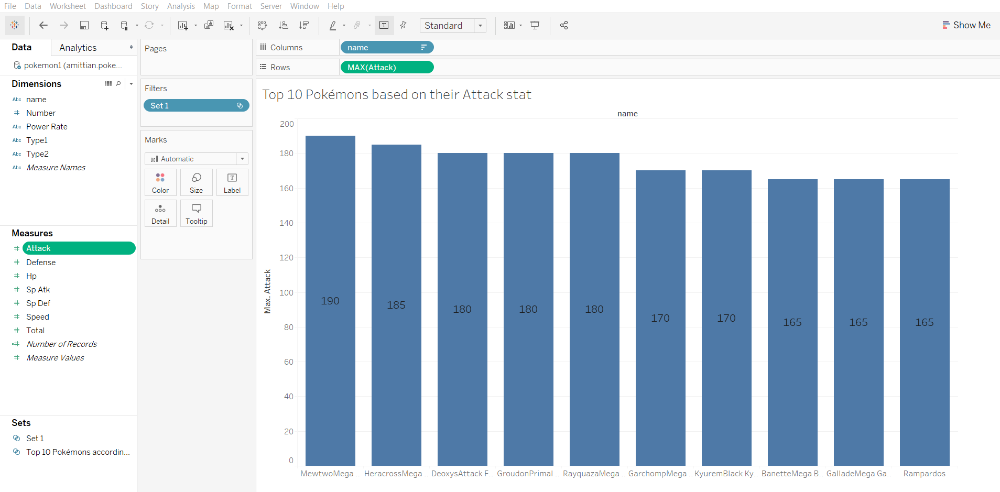 File Data Worksheet Dashboard Story Analysis Map Format Server Window Help
Standard
Show Me
Data Analytics
pokemon1 (amittian.poke...
Dimensions
Abc name
# Number
Abc Power Rate
Abc Type1
Abc Type2
Abc Measure Names
Measures
# Attack
# Defense
# Hp
# Sp Atk
# Sp Def
# Speed
# Total
=# Number of Records
# Measure Values
Sets
Set 1
Top 10 Pokémons accordin...
Pages
Filters
Set 1
Marks
Automatic
Color Size Label
Detail Tooltip
Columns name
Rows MAX(Attack)
Top 10 Pokémons based on their Attack stat
name
Max. Attack
200
180
160
140
120
100
80
60
40
20
0
190 185 180 180 180 170 170 165 165 165
MewtwoMega .. HeracrossMega .. DeoxysAttack F.. GroudonPrimal .. RayquazaMega .. GarchompMega .. KyuremBlack Ky.. BanetteMega B.. GalladeMega Ga.. Rampardos